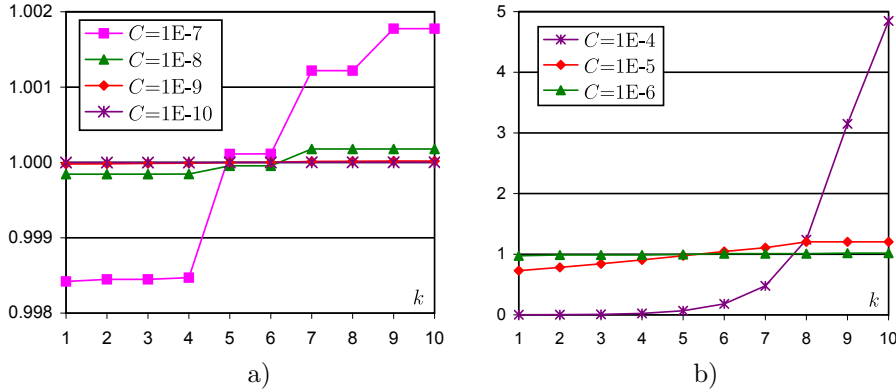 1.002
1.001
1.000
0.999
0.998
C=1E-7
C=1E-8
C=1E-9
C=1E-10
k
1 2 3 4 5 6 7 8 9 10
a)
5
4
3
2
1
0
C=1E-4
C=1E-5
C=1E-6
k
1 2 3 4 5 6 7 8 9 10
b)